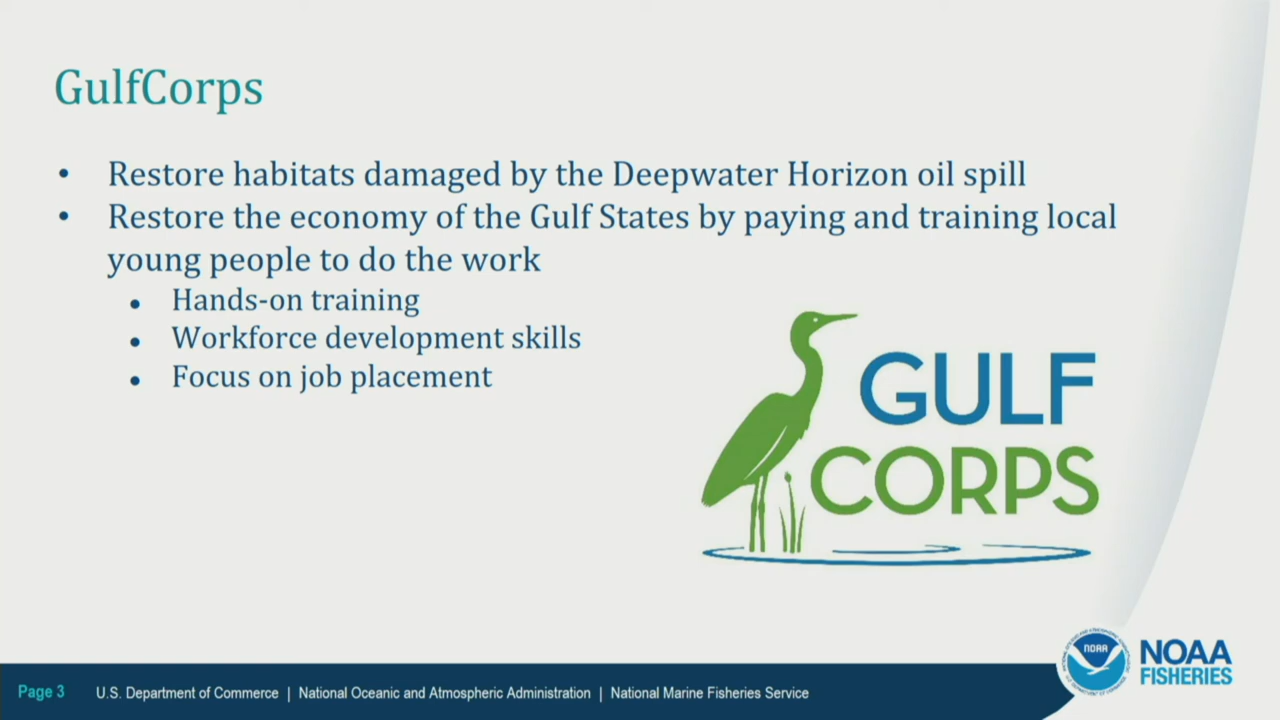 GulfCorps
• Restore habitats damaged by the Deepwater Horizon oil spill
• Restore the economy of the Gulf States by paying and training local
young people to do the work
• Hands-on training
• Workforce development skills
• Focus on job placement
GULF
CORPS
NOAA
NOAA
FISHERIES
Page 3 U.S. Department of Commerce | National Oceanic and Atmospheric Administration | National Marine Fisheries Service